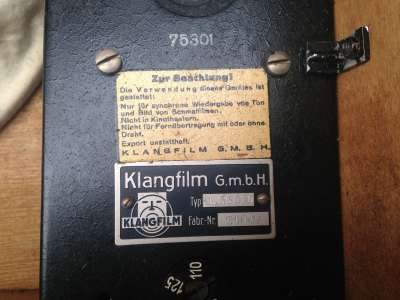 75301
Zur Beachtung!
Die Verwendung dieses Gerätes ist
gestattet:
Nur für synchrone Wiedergabe von Ton
und Bild von Schmalfilmen.
Nicht in Kinotheatern.
Nicht für Fernübertragung mit oder ohne
Draht.
Export unstatthaft.
KLANGFILM G.M.B.H.
Klangfilm G.m.b.H.
KLANGFILM
Typ
Fabr.-Nr
125
110